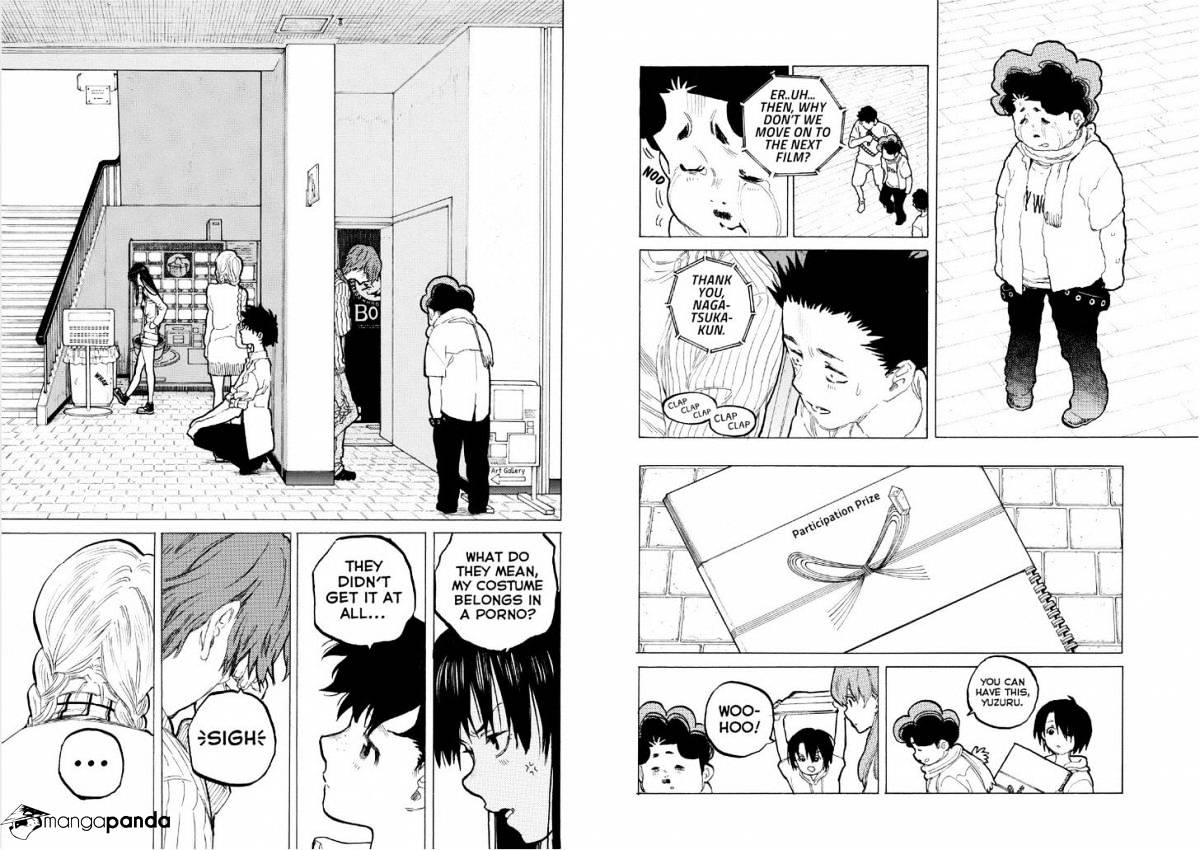 ER..UH...
THEN, WHY
DON'T WE
MOVE ON TO
THE NEXT
FILM?
NOD
THANK
YOU,
NAGA-
TSUKA-
KUN.
CLAP
CLAP
CLAP
CLAP
CLAP
Participation Prize
YOU CAN
HAVE THIS,
YUZURU.
WOO-
HOO!
Bo
Art Gallery
WHAT DO
THEY MEAN,
MY COSTUME
BELONGS IN
A PORNO?
THEY
DIDN'T
GET IT AT
ALL...
SIGH
...
mangapanda